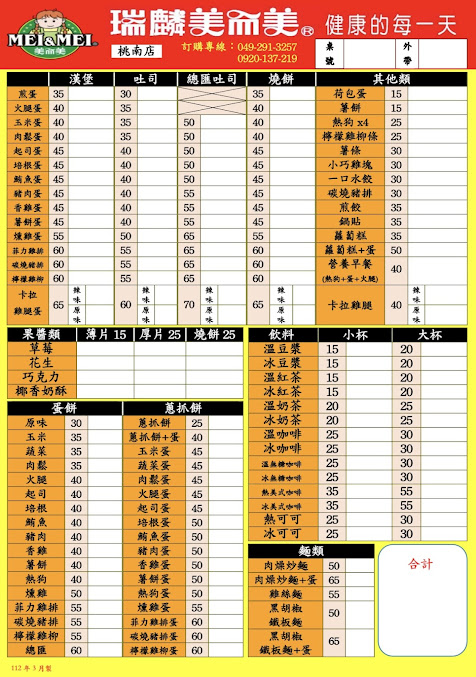 MEI&MEI
美而美
瑞麟美而美® 健康的每一天
桃南店
訂購專線：049-291-3257
0920-137-219
桌號 外帶
漢堡 吐司 總匯吐司 燒餅
煎蛋 35 30 35
火腿蛋 40 35 40
玉米蛋 40 35 50 40
肉鬆蛋 40 35 50 40
起司蛋 45 40 45
培根蛋 45 40 45
鮪魚蛋 45 40 45
豬肉蛋 45 40 45
香雞蛋 45 40 45
薯餅蛋 45 40 45
燻雞蛋 55 50 55
菲力雞排 60 55 65 60
碳燒豬排 60 55 65 60
檸檬雞柳 60 55 65 60
卡拉雞腿蛋 65 辣味 原味 60 辣味 原味 70 辣味 原味 65 辣味 原味
其他類
荷包蛋 15
薯餅 15
熱狗x4 25
檸檬雞柳條 25
薯條 30
小巧雞塊 30
一口水餃 30
碳燒豬排 30
煎餃 35
鍋貼 35
蘿蔔糕 35
蘿蔔糕+蛋 50
營養早餐 40
(熱狗+蛋+火腿)
卡拉雞腿 40 辣味 原味
果醬類 薄片15 厚片25 燒餅25
草莓
花生
巧克力
椰香奶酥
飲料 小杯 大杯
溫豆漿 15 20
冰豆漿 15 20
溫紅茶 15 20
冰紅茶 15 20
溫奶茶 20 25
冰奶茶 20 25
溫咖啡 25 30
冰咖啡 25 30
溫無糖咖啡 25 30
冰無糖咖啡 25 30
熱美式咖啡 35 55
冰美式咖啡 35 55
熱可可 25 30
冰可可 25 30
蛋餅
原味 30
玉米 35
蔬菜 35
肉鬆 35
火腿 40
起司 40
培根 40
鮪魚 40
豬肉 40
香雞 40
薯餅 40
熱狗 40
燻雞 50
菲力雞排 55
碳燒豬排 55
檸檬雞柳 55
總匯 60
蔥抓餅
蔥抓餅 25
蔥抓餅+蛋 40
玉米蛋 45
蔬菜蛋 45
肉鬆蛋 45
火腿蛋 45
起司蛋 45
培根蛋 50
鮪魚蛋 50
豬肉蛋 50
香雞蛋 50
薯餅蛋 50
熱狗蛋 50
燻雞蛋 55
菲力雞排蛋 60
碳燒豬排蛋 60
檸檬雞柳蛋 60
麵類
肉燥炒麵 50
肉燥炒麵+蛋 65
雞絲麵 55
黑胡椒鐵板麵 50
黑胡椒鐵板麵+蛋 65
合計
112年3月製